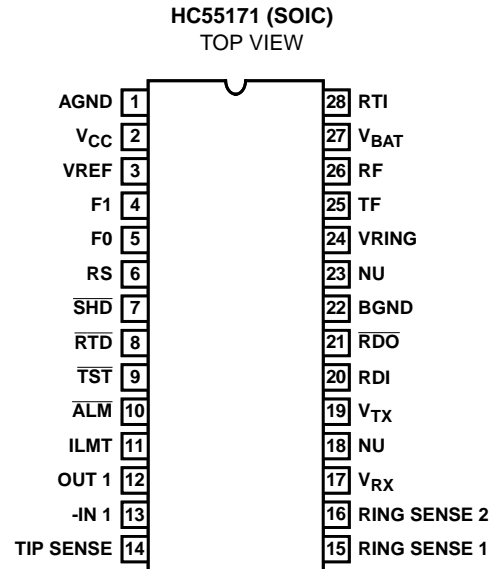 HC55171 (SOIC)
TOP VIEW
AGND 1 28 RTI
VCC 2 27 VBAT
VREF 3 26 RF
F1 4 25 TF
F0 5 24 VRING
RS 6 23 NU
SHD 7 22 BGND
RTD 8 21 RDO
TST 9 20 RDI
ALM 10 19 VTX
ILMT 11 18 NU
OUT 1 12 17 VRX
-IN 1 13 16 RING SENSE 2
TIP SENSE 14 15 RING SENSE 1